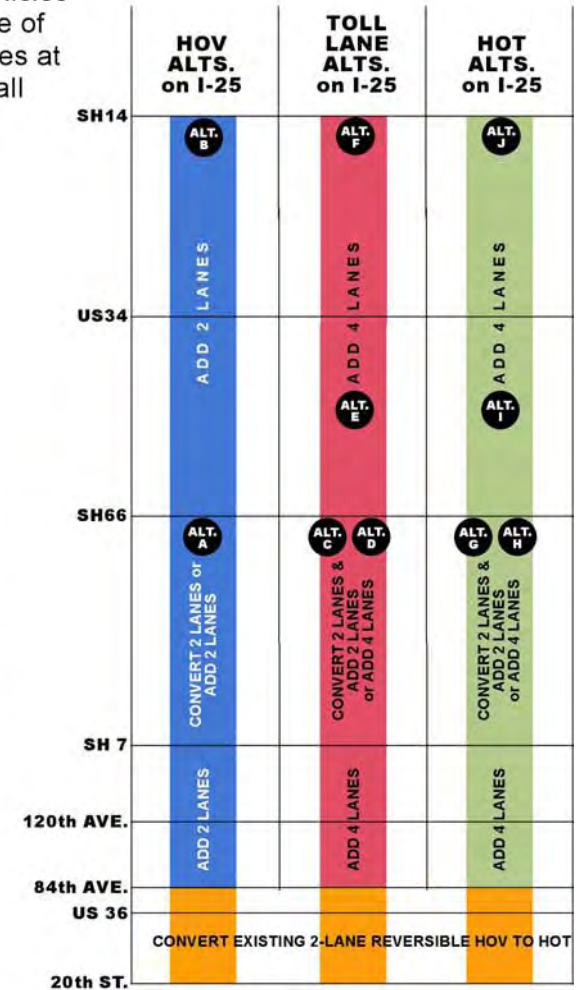 e of
es at
all
HOV
ALTS.
on I-25
TOLL
LANE
ALTS.
on I-25
HOT
ALTS.
on I-25
SH14
ALT.
B
ALT.
F
ALT.
J
ADD 2 LANES
ADD 4 LANES
ADD 4 LANES
US34
ALT.
E
ALT.
I
SH66
ALT.
A
ALT.
C
ALT.
D
ALT.
G
ALT.
H
CONVERT 2 LANES or
ADD 2 LANES
CONVERT 2 LANES &
ADD 2 LANES
or ADD 4 LANES
CONVERT 2 LANES &
ADD 2 LANES
or ADD 4 LANES
SH 7
ADD 2 LANES
ADD 4 LANES
ADD 4 LANES
120th AVE.
84th AVE.
US 36
CONVERT EXISTING 2-LANE REVERSIBLE HOV TO HOT
20th ST.